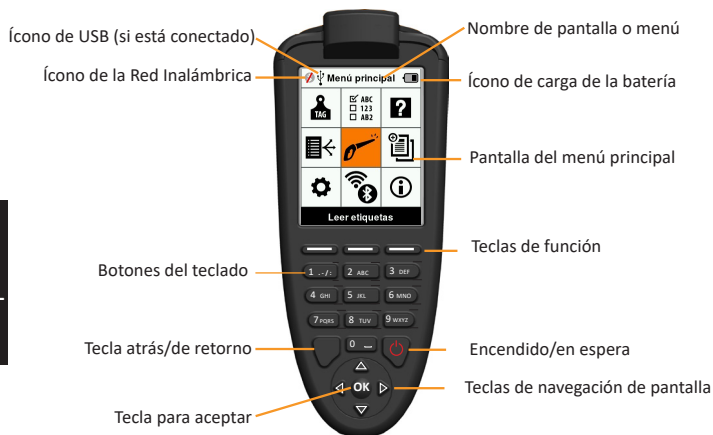 Ícono de USB (si está conectado)
Nombre de pantalla o menú
Ícono de la Red Inalámbrica
Menú principal
Ícono de carga de la batería
TAG
ABC
123
AB2
?
i
Pantalla del menú principal
Leer etiquetas
Teclas de función
Botones del teclado
1 .-/:
2 ABC
3 DEF
4 GHI
5 JKL
6 MNO
7 PQRS
8 TUV
9 WXYZ
Tecla atrás/de retorno
0 _
Encendido/en espera
OK
Teclas de navegación de pantalla
Tecla para aceptar